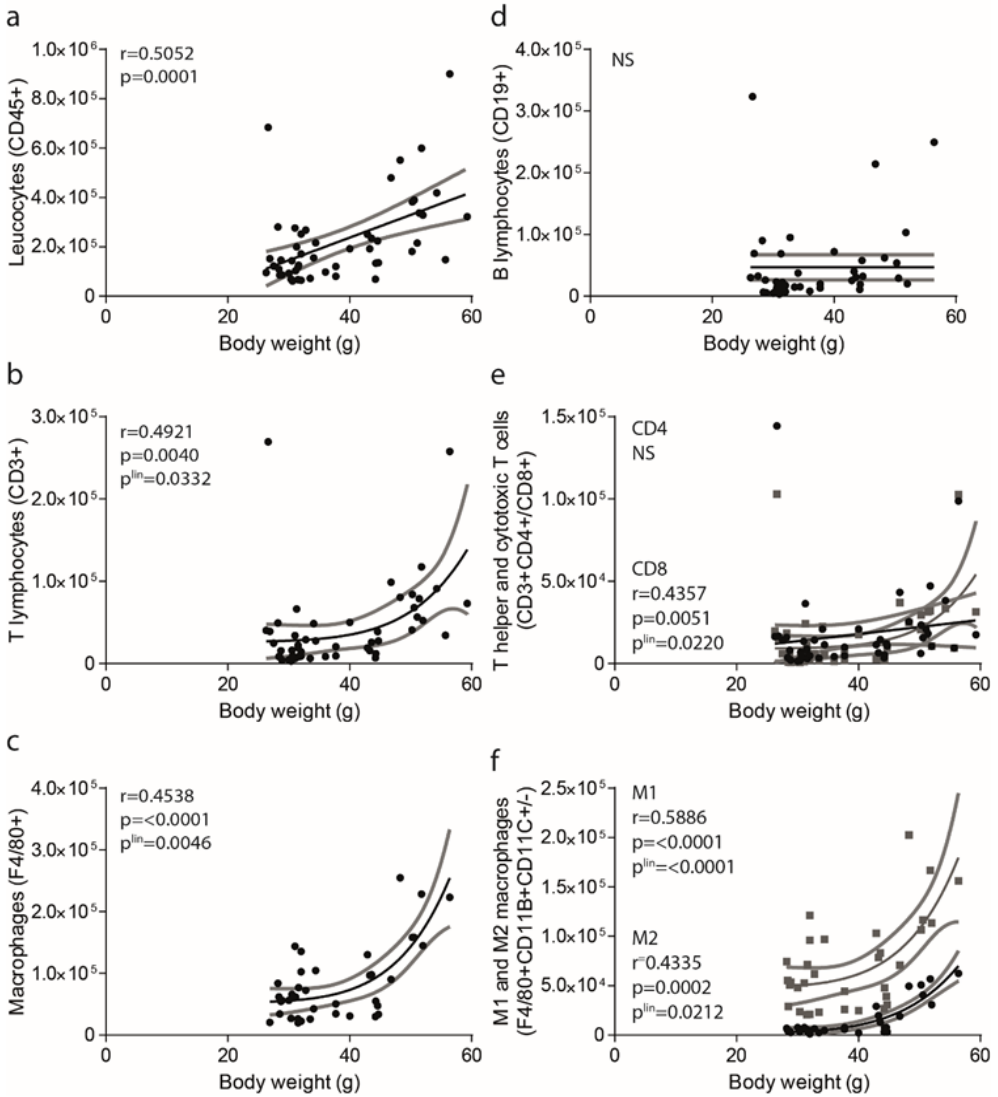 a
Leucocytes (CD45+)
1.0×10⁶
8.0×10⁵
6.0×10⁵
4.0×10⁵
2.0×10⁵
0
r=0.5052
p=0.0001
0 20 40 60
Body weight (g)
d
B lymphocytes (CD19+)
4.0×10⁵
3.0×10⁵
2.0×10⁵
1.0×10⁵
0
NS
0 20 40 60
Body weight (g)
b
T lymphocytes (CD3+)
3.0×10⁵
2.0×10⁵
1.0×10⁵
0
r=0.4921
p=0.0040
pˡⁱⁿ=0.0332
0 20 40 60
Body weight (g)
e
T helper and cytotoxic T cells
(CD3+CD4+/CD8+)
1.5×10⁵
1.0×10⁵
5.0×10⁴
0
CD4
NS
CD8
r=0.4357
p=0.0051
pˡⁱⁿ=0.0220
0 20 40 60
Body weight (g)
c
Macrophages (F4/80+)
4.0×10⁵
3.0×10⁵
2.0×10⁵
1.0×10⁵
0
r=0.4538
p=<0.0001
pˡⁱⁿ=0.0046
0 20 40 60
Body weight (g)
f
M1 and M2 macrophages
(F4/80+CD11B+CD11C+/-)
2.5×10⁵
2.0×10⁵
1.5×10⁵
1.0×10⁵
5.0×10⁴
0
M1
r=0.5886
p=<0.0001
pˡⁱⁿ=<0.0001
M2
r=0.4335
p=0.0002
pˡⁱⁿ=0.0212
0 20 40 60
Body weight (g)